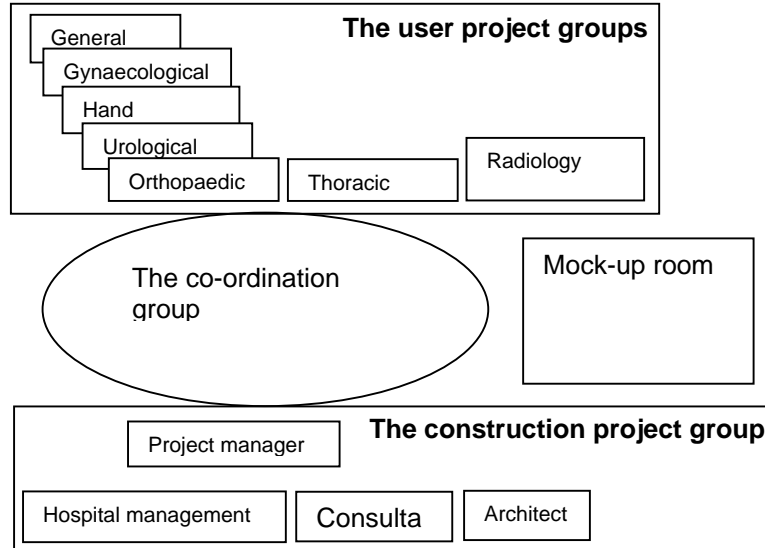 The user project groups
General
Gynaecological
Hand
Urological
Orthopaedic
Thoracic
Radiology
The co-ordination
group
Mock-up room
The construction project group
Project manager
Hospital management
Consulta
Architect